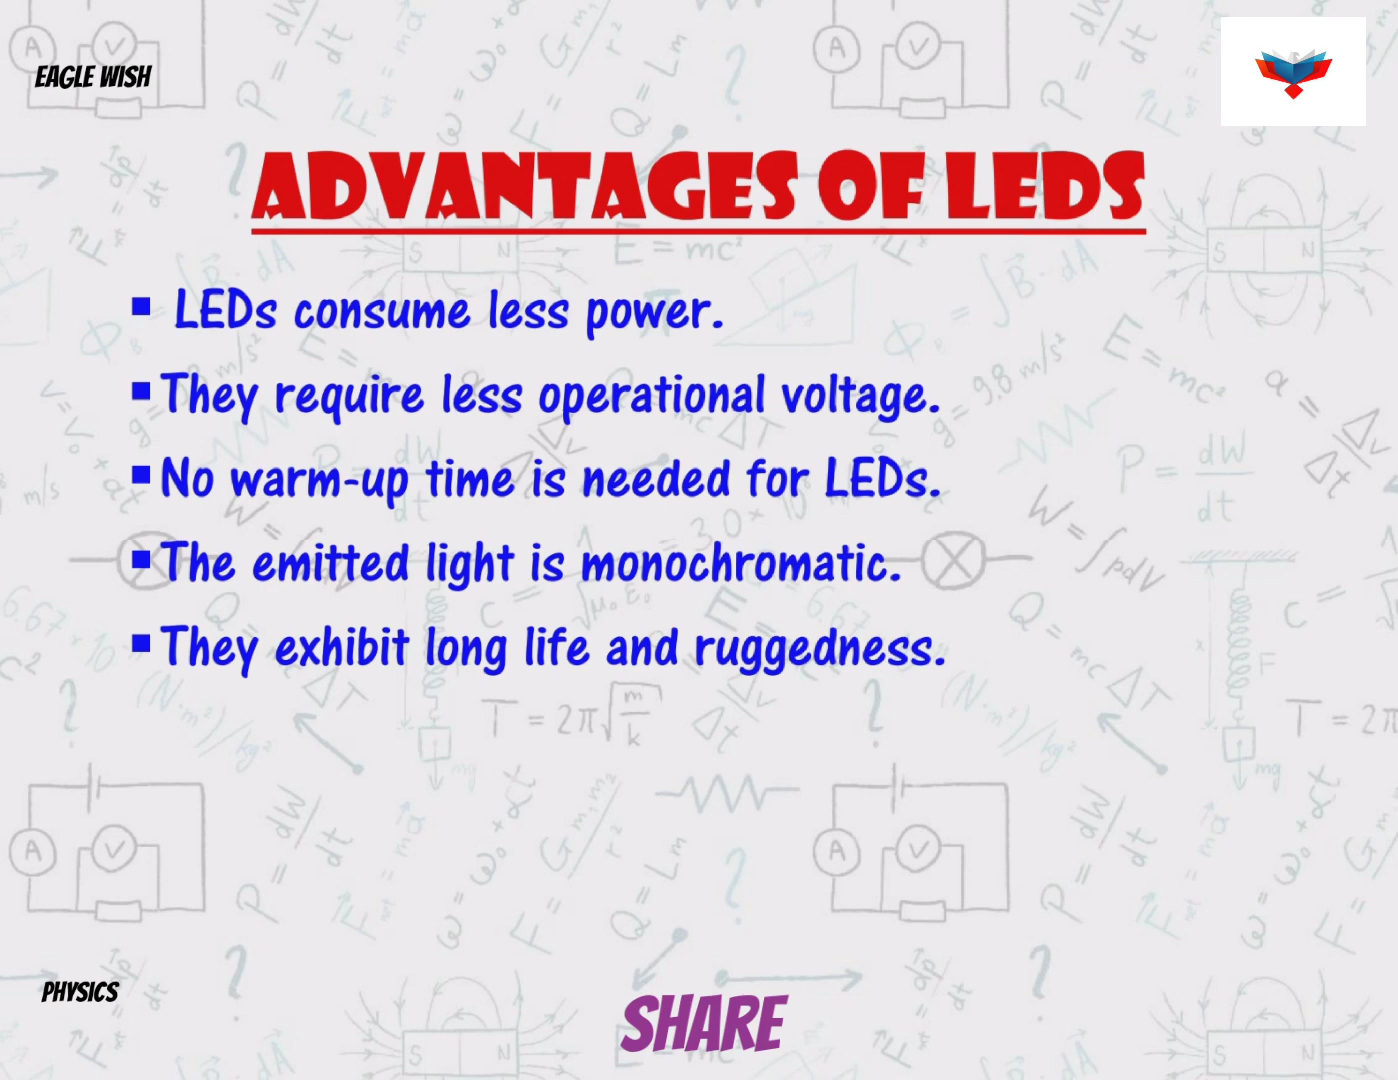 EAGLE WISH
ADVANTAGES OF LEDS
▪ LEDs consume less power.
▪ They require less operational voltage.
▪ No warm-up time is needed for LEDs.
▪ The emitted light is monochromatic.
▪ They exhibit long life and ruggedness.
PHYSICS
SHARE